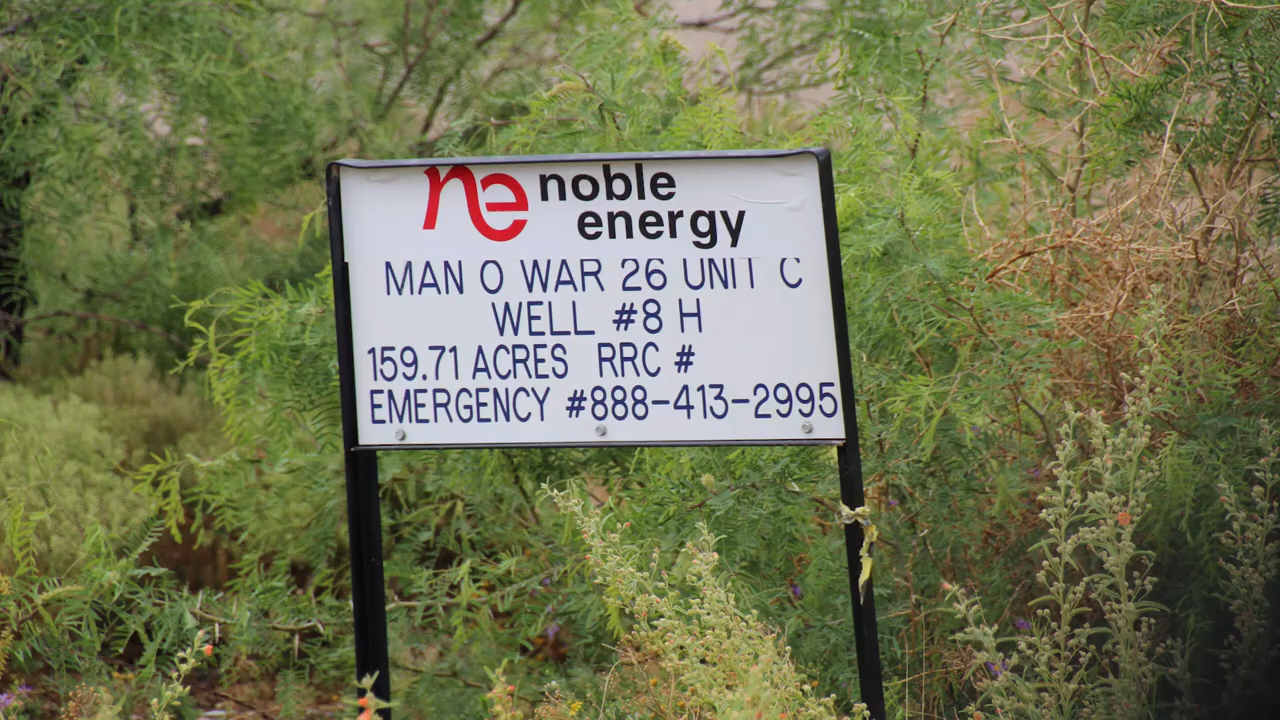 ne noble
energy
MAN O WAR 26 UNIT C
WELL #8 H
159.71 ACRES RRC #
EMERGENCY #888-413-2995